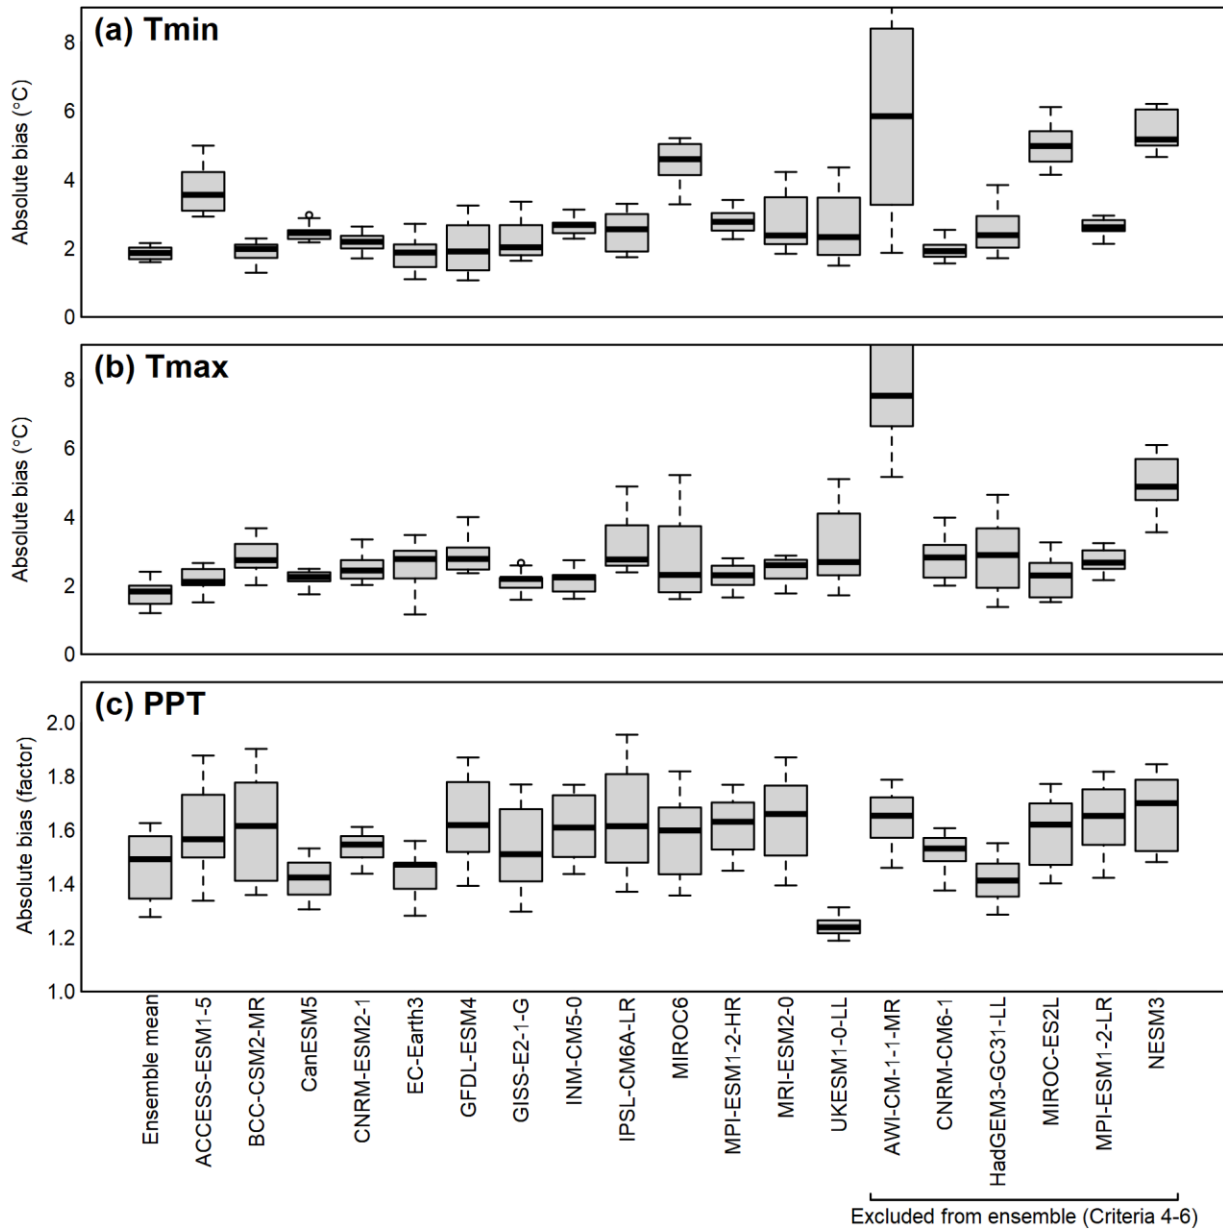 (a) Tmin
Absolute bias (°C)
8
6
4
2
0
(b) Tmax
Absolute bias (°C)
8
6
4
2
0
(c) PPT
Absolute bias (factor)
2.0
1.8
1.6
1.4
1.2
1.0
Ensemble mean
ACCESS-ESM1-5
BCC-CSM2-MR
CanESM5
CNRM-ESM2-1
EC-Earth3
GFDL-ESM4
GISS-E2-1-G
INM-CM5-0
IPSL-CM6A-LR
MIROC6
MPI-ESM1-2-HR
MRI-ESM2-0
UKESM1-0-LL
AWI-CM-1-1-MR
CNRM-CM6-1
HadGEM3-GC31-LL
MIROC-ES2L
MPI-ESM1-2-LR
NESM3
Excluded from ensemble (Criteria 4-6)